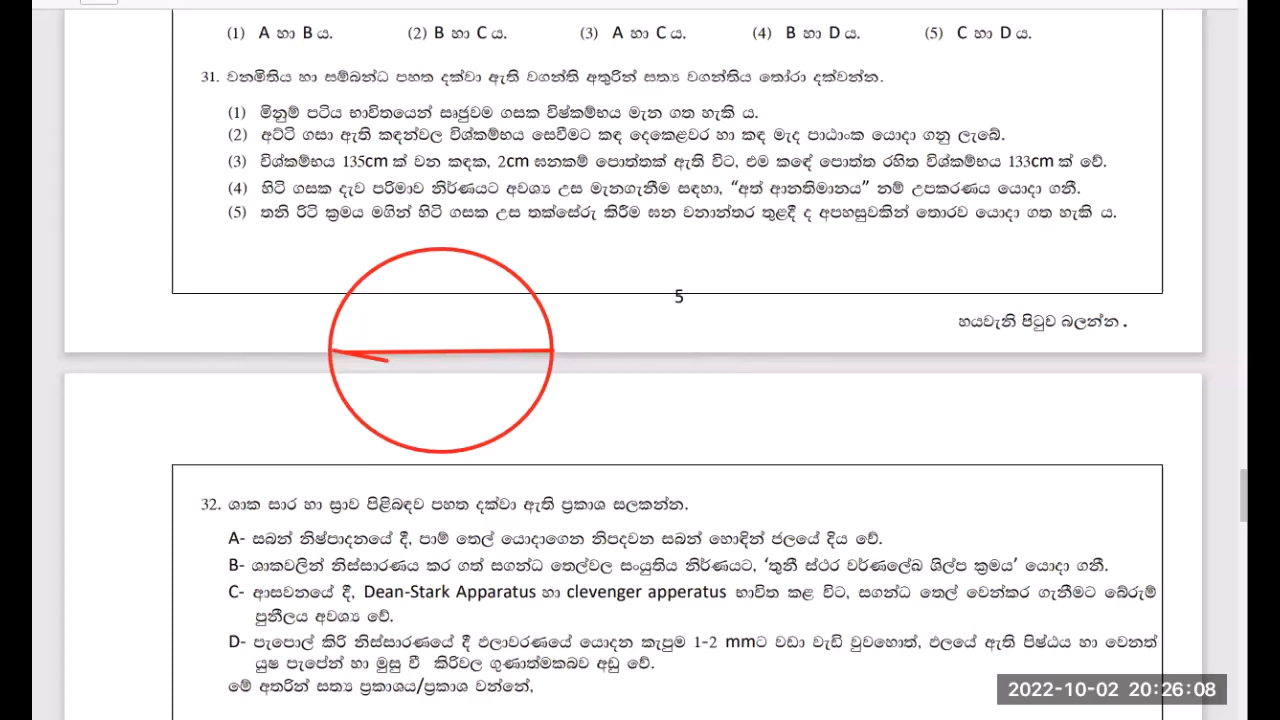 (1) A හා B ය. (2) B හා C ය. (3) A හා C ය. (4) B හා D ය. (5) C හා D ය.
31. වනමිතිය හා සම්බන්ධ පහත දක්වා ඇති වගන්ති අතුරින් සත්‍ය වගන්තිය තෝරා දක්වන්න.
(1) මිනුම් පටිය භාවිතයෙන් සෘජුවම ගසක විෂ්කම්භය මැන ගත හැකි ය.
(2) අට්ටි ගසා ඇති කඳන්වල විශ්කම්භය සෙවීමට කඳ දෙකෙළවර හා කඳ මැද පාඨාංක යොදා ගනු ලැබේ.
(3) විශ්කම්භය 135cm ක් වන කඳක, 2cm ඝනකම් පොත්තක් ඇති විට, එම කඳේ පොත්ත රහිත විශ්කම්භය 133cm ක් වේ.
(4) හිටි ගසක දැව පරිමාව නිර්ණයට අවශ්‍ය උස මැනගැනීම සඳහා, “අත් ආනතිමානය” නම් උපකරණය යොදා ගනී.
(5) තනි රිටි ක්‍රමය මගින් හිටි ගසක උස තක්සේරු කිරීම ඝන වනාන්තර තුළදී ද අපහසුවකින් තොරව යොදා ගත හැකි ය.
5
හයවැනි පිටුව බලන්න.
32. ශාක සාර හා ස්‍රාව පිළිබඳව පහත දක්වා ඇති ප්‍රකාශ සලකන්න.
A- සබන් නිෂ්පාදනයේ දී, පාම් තෙල් යොදාගෙන නිපදවන සබන් හොඳින් ජලයේ දිය වේ.
B- ශාකවලින් නිස්සාරණය කර ගත් සගන්ධ තෙල්වල සංයුතිය නිර්ණයට, ‘තුනී ස්ථර වර්ණලේඛ ශිල්ප ක්‍රමය’ යොදා ගනී.
C- ආසවනයේ දී, Dean-Stark Apparatus හා clevenger apperatus භාවිත කළ විට, සගන්ධ තෙල් වෙන්කර ගැනීමට බේරුම්
පුනීලය අවශ්‍ය වේ.
D- පැපොල් කිරි නිස්සාරණයේ දී ඵලාවරණයේ යොදන කැපුම 1-2 mmට වඩා වැඩි වුවහොත්, ඵලයේ ඇති පිෂ්ඨය හා වෙනත්
යුෂ පැපේන් හා මුසු වී කිරිවල ගුණාත්මකබව අඩු වේ.
මේ අතරින් සත්‍ය ප්‍රකාශය/ප්‍රකාශ වන්නේ,
2022-10-02 20:26:08